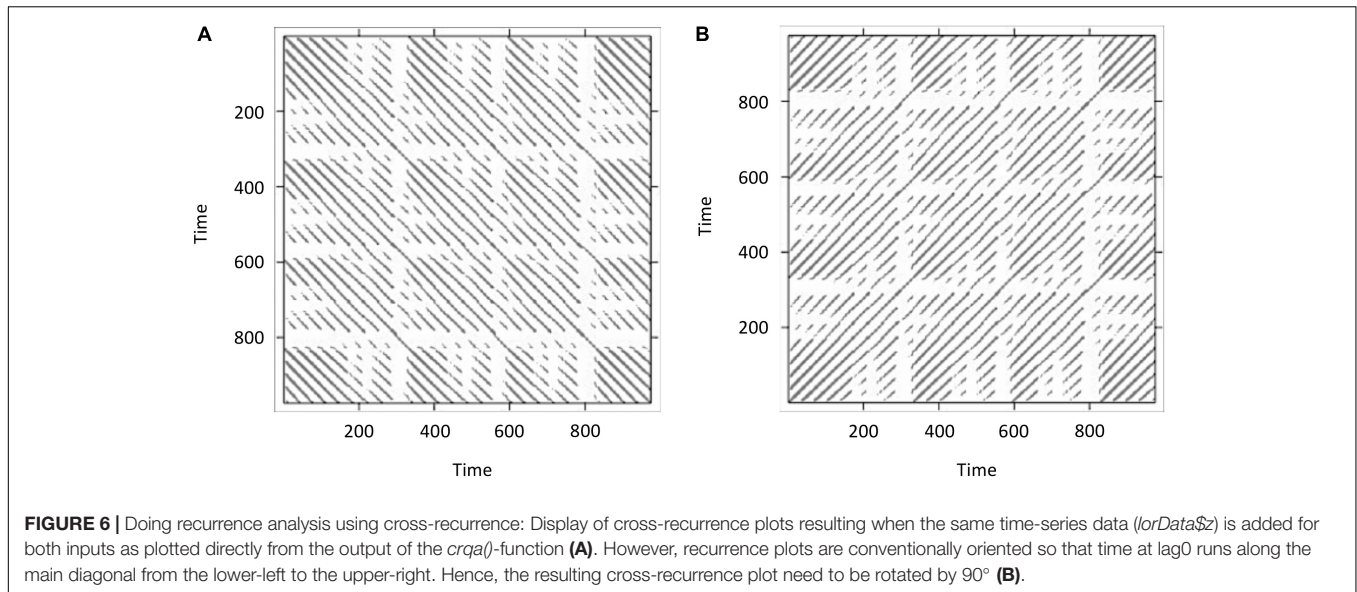 A
B
200
400
600
800
Time
200
400
600
800
Time
800
600
400
200
Time
200
400
600
800
Time
FIGURE 6 | Doing recurrence analysis using cross-recurrence: Display of cross-recurrence plots resulting when the same time-series data (lorData$z) is added for
both inputs as plotted directly from the output of the crqa()-function (A). However, recurrence plots are conventionally oriented so that time at lag0 runs along the
main diagonal from the lower-left to the upper-right. Hence, the resulting cross-recurrence plot need to be rotated by 90° (B).